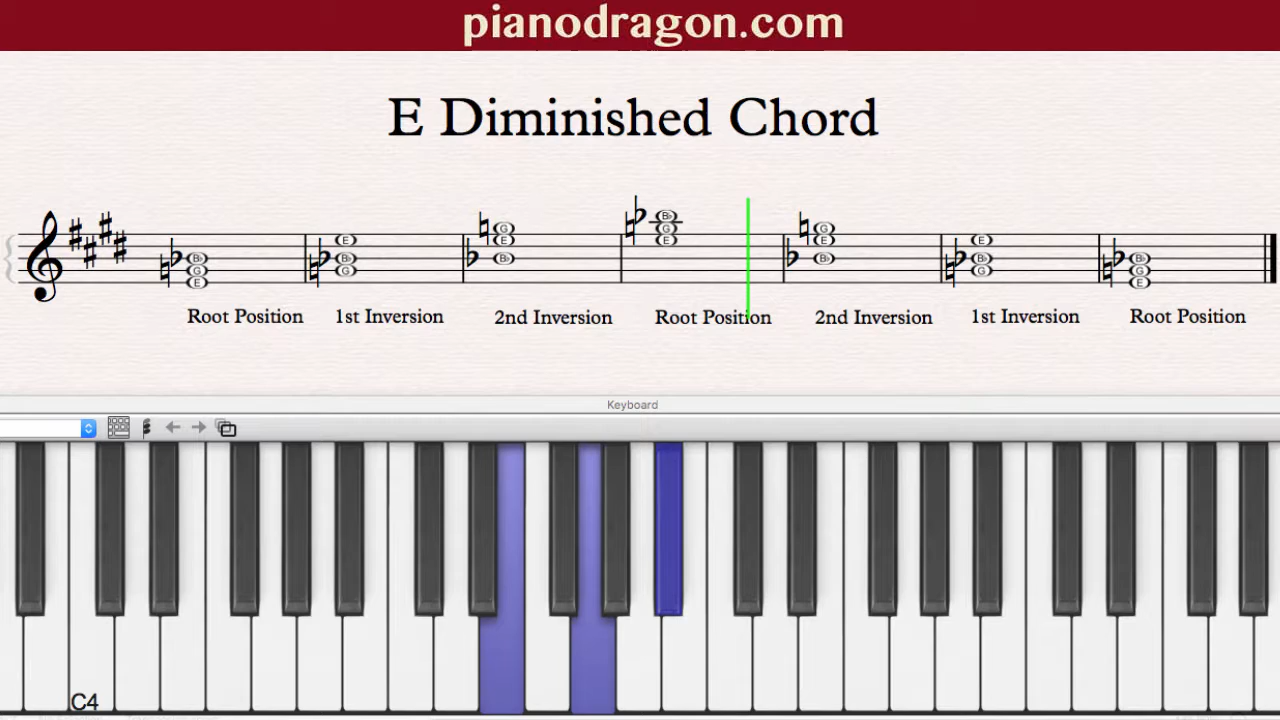 pianodragon.com
E Diminished Chord
B♭ E G B♭ G E B♭
G B♭ E G E B♭ G
E G B♭ E B♭ G E
Root Position 1st Inversion 2nd Inversion Root Position 2nd Inversion 1st Inversion Root Position
Keyboard
C4